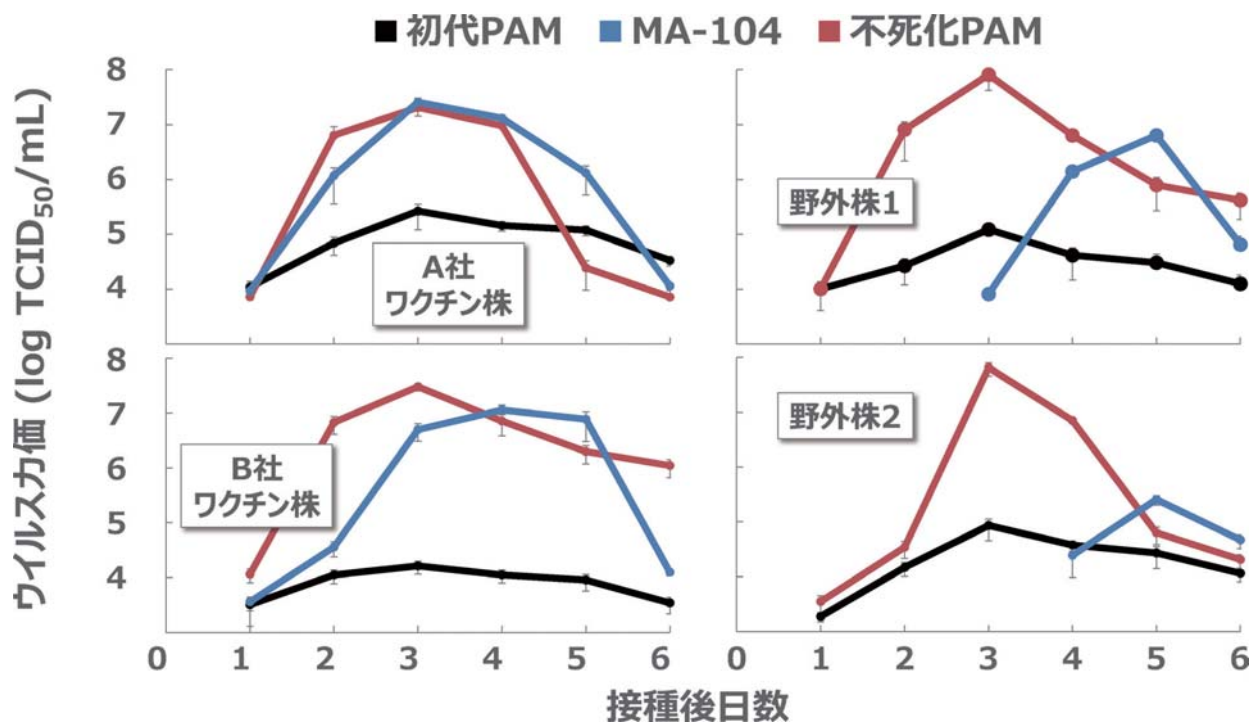 初代PAM MA-104 不死化PAM
ウイルス力価 (log TCID50/mL)
8
7
6
5
4
A社
ワクチン株
野外株1
8
7
6
5
4
B社
ワクチン株
野外株2
0 1 2 3 4 5 6 0 1 2 3 4 5 6
接種後日数